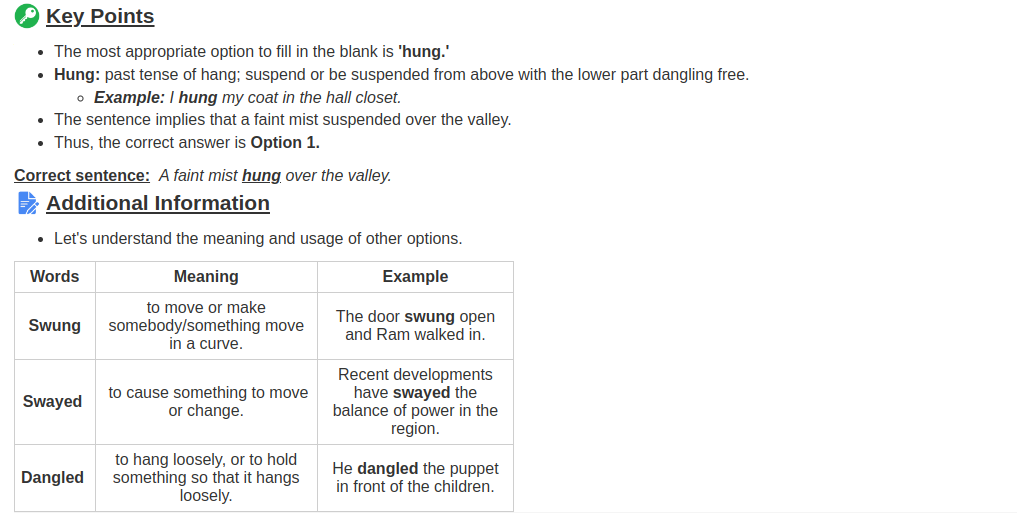 Key Points
• The most appropriate option to fill in the blank is 'hung.'
• Hung: past tense of hang; suspend or be suspended from above with the lower part dangling free.
◦ Example: I hung my coat in the hall closet.
• The sentence implies that a faint mist suspended over the valley.
• Thus, the correct answer is Option 1.
Correct sentence: A faint mist hung over the valley.
Additional Information
• Let's understand the meaning and usage of other options.
Words Meaning Example
Swung
to move or make
somebody/something move
in a curve.
The door swung open
and Ram walked in.
Swayed
to cause something to move
or change.
Recent developments
have swayed the
balance of power in the
region.
Dangled
to hang loosely, or to hold
something so that it hangs
loosely.
He dangled the puppet
in front of the children.